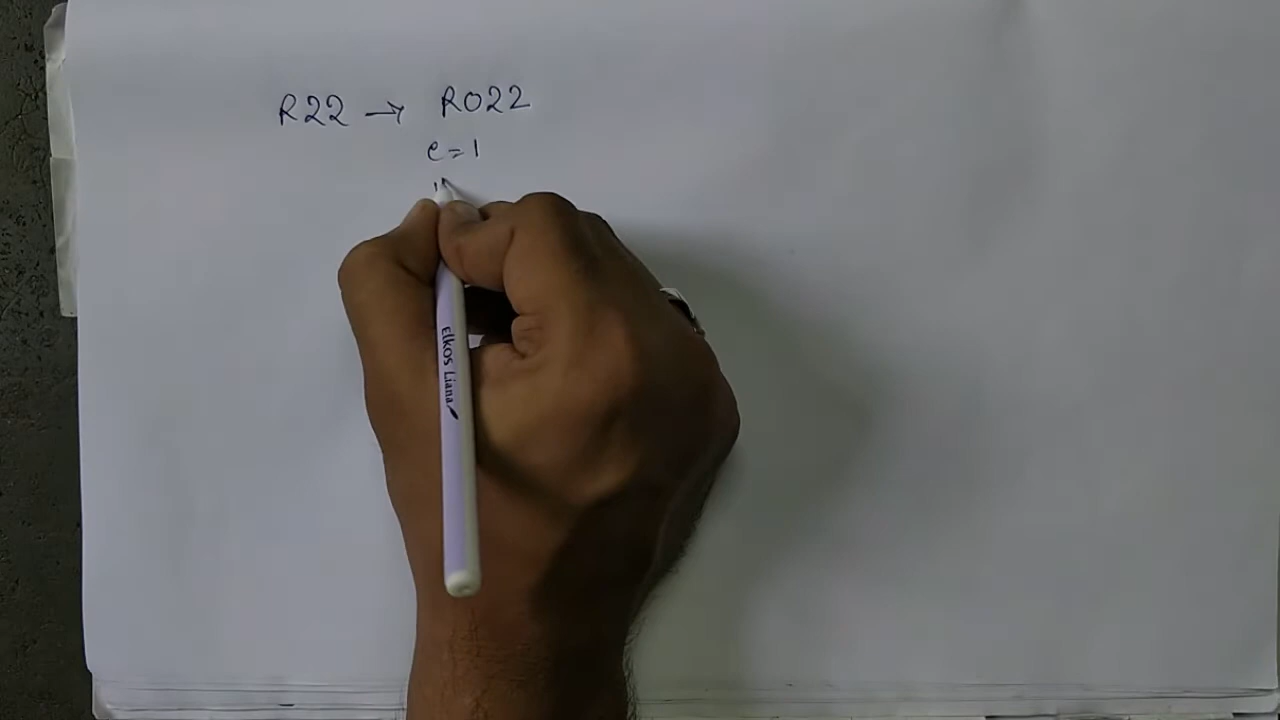 R22 → R022
e=1
Elkos Liana